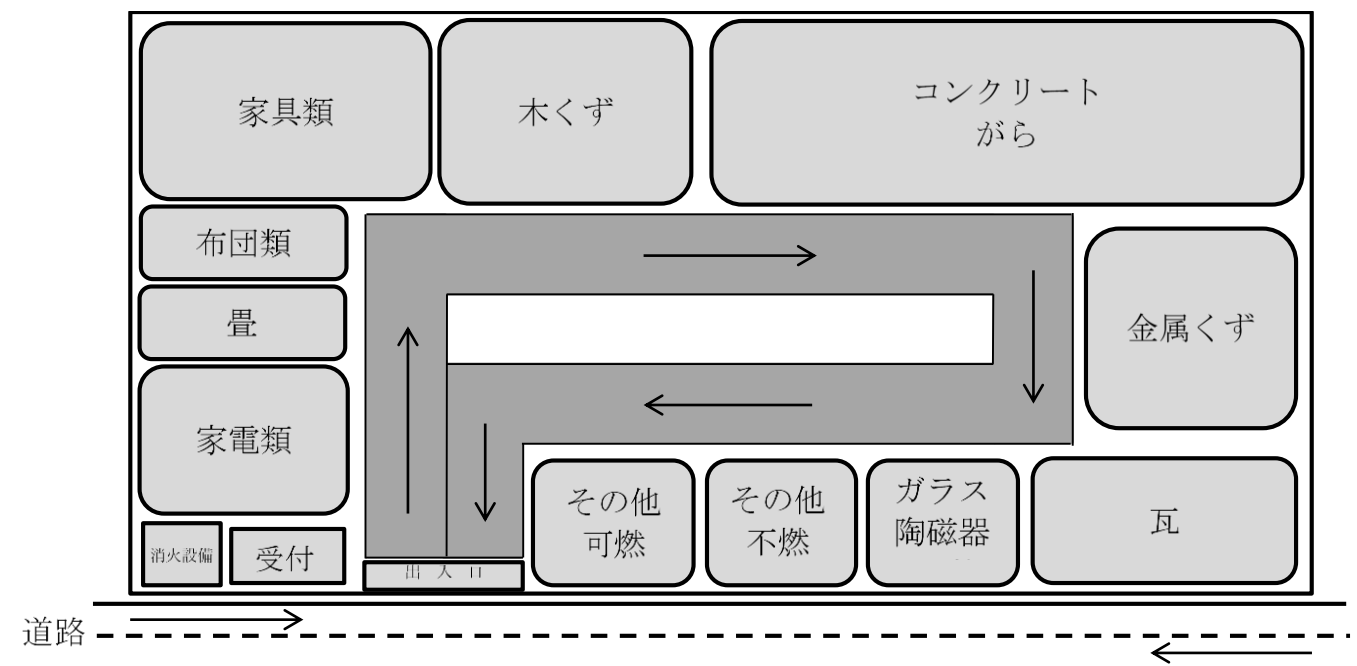 家具類
木くず
コンクリート
がら
布団類
畳
金属くず
家電類
その他
可燃
その他
不燃
ガラス
陶磁器
瓦
消火設備
受付
出入口
道路